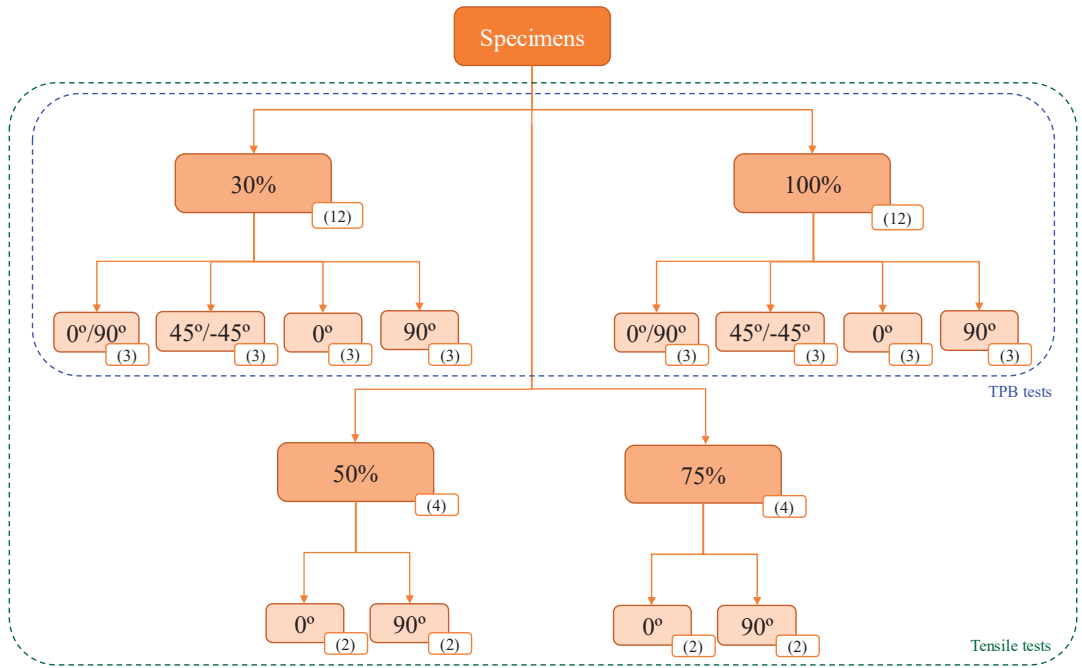 Specimens
30%
(12)
100%
(12)
0º/90º
(3)
45º/-45º
(3)
0º
(3)
90º
(3)
0º/90º
(3)
45º/-45º
(3)
0º
(3)
90º
(3)
TPB tests
50%
(4)
75%
(4)
0º
(2)
90º
(2)
0º
(2)
90º
(2)
Tensile tests